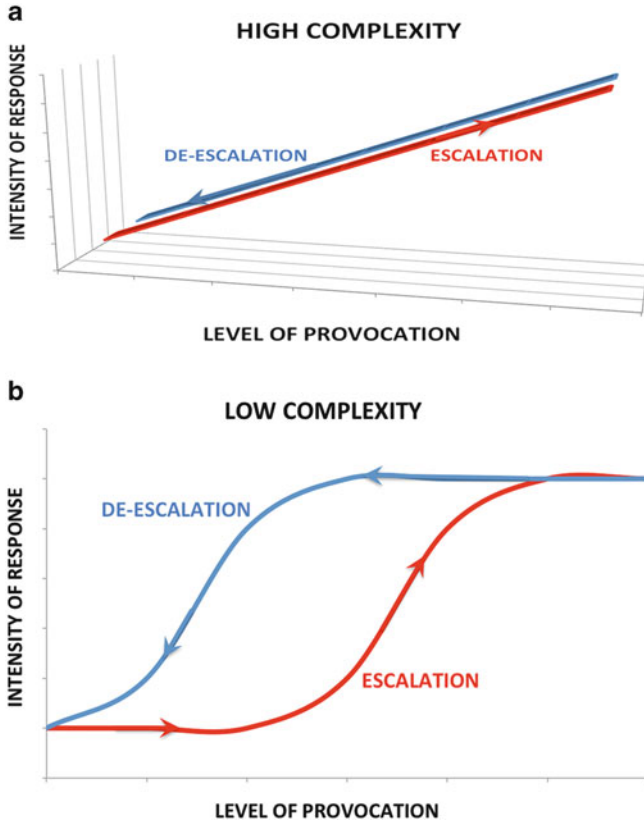 a
HIGH COMPLEXITY
INTENSITY OF RESPONSE
DE-ESCALATION
ESCALATION
LEVEL OF PROVOCATION
b
LOW COMPLEXITY
INTENSITY OF RESPONSE
DE-ESCALATION
ESCALATION
LEVEL OF PROVOCATION